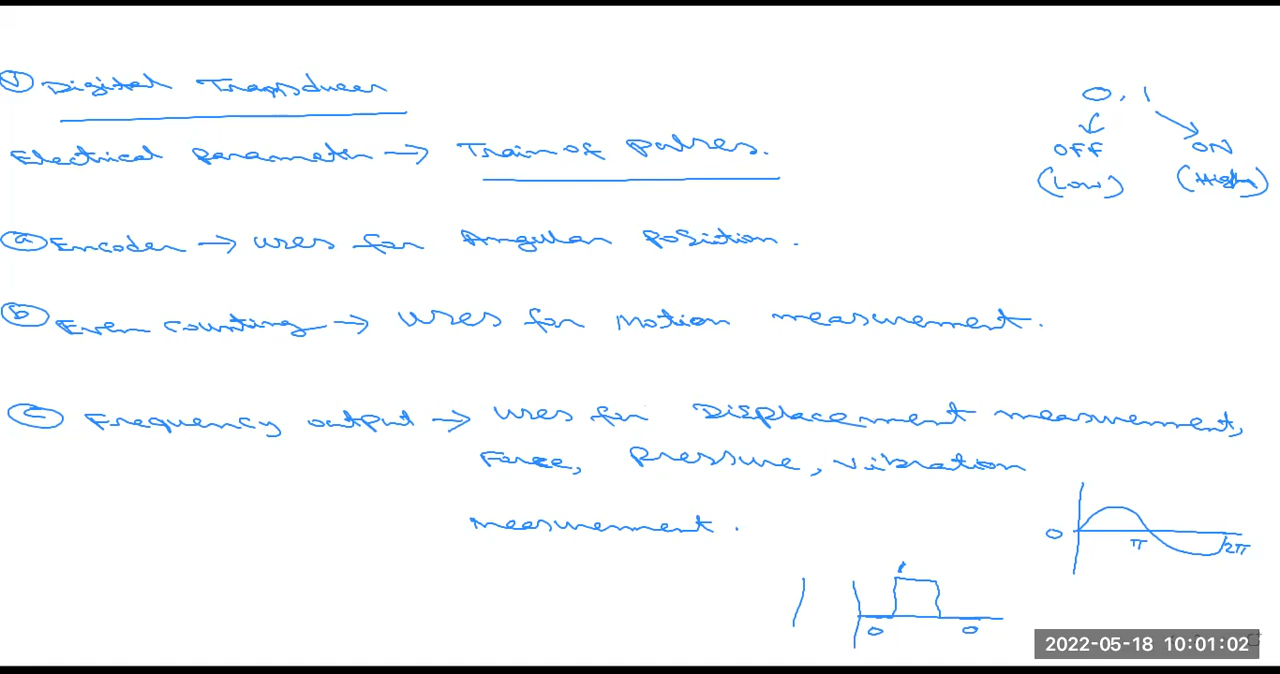 ① Digital Transducer
0, 1
Electrical parameter → Train of pulses.
OFF ON
(Low) (High)
ⓐ Encoder → uses for Angular position.
ⓑ Even counting → uses for Motion measurement.
ⓒ Frequency output → uses for Displacement measurement,
Force, pressure, vibration
measurement.
0 π 2π
1
0 0
2022-05-18 10:01:02